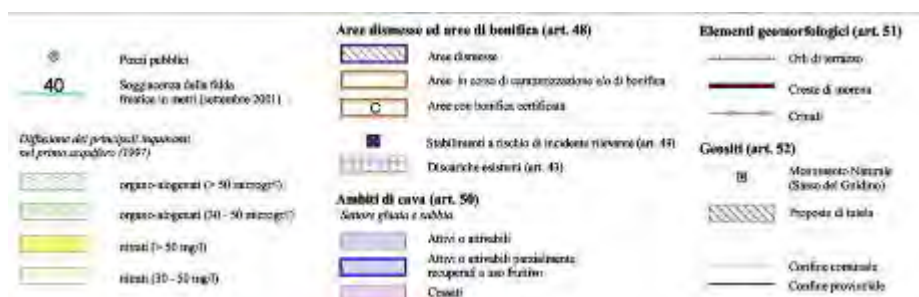 Pozzi pubblici
40
Soggiacenza della falda
freatica in metri (settembre 2001)
Diffusione dei principali inquinanti
nel primo acquifero (1997)
organo-alogenati (> 50 microgr/l)
organo-alogenati (30 - 50 microgr/l)
nitrati (> 50 mg/l)
nitrati (30 - 50 mg/l)
Aree dismesse ed aree di bonifica (art. 48)
Aree dismesse
Aree in corso di caratterizzazione e/o di bonifica
C
Aree con bonifica certificata
Stabilimenti a rischio di incidente rilevante (art. 49)
Discariche esistenti (art. 49)
Ambiti di cava (art. 50)
Settore ghiaia e sabbia
Attivi o attivabili
Attivi o attivabili parzialmente
recuperati a uso fruitivo
Cessati
Elementi geomorfologici (art. 51)
Orli di terrazzo
Creste di morena
Crinali
Geositi (art. 52)
M
Monumento Naturale
(Sasso del Guidino)
Proposte di tutela
Confine comunale
Confine provinciale